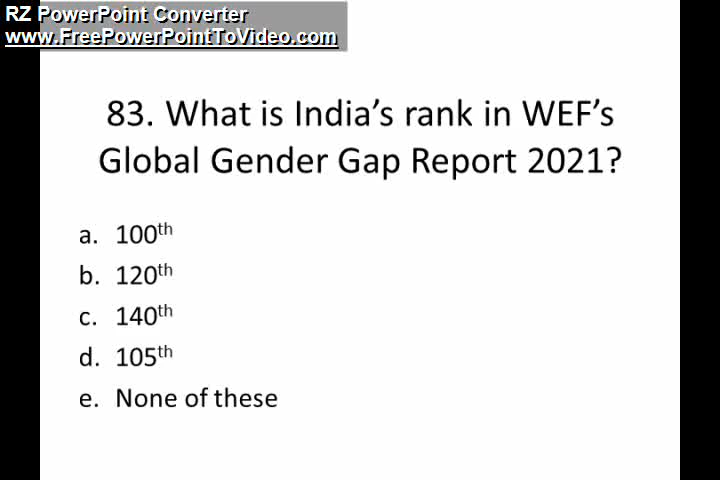 RZ PowerPoint Converter
www.FreePowerPointToVideo.com
83. What is India’s rank in WEF’s
Global Gender Gap Report 2021?
a. 100th
b. 120th
c. 140th
d. 105th
e. None of these